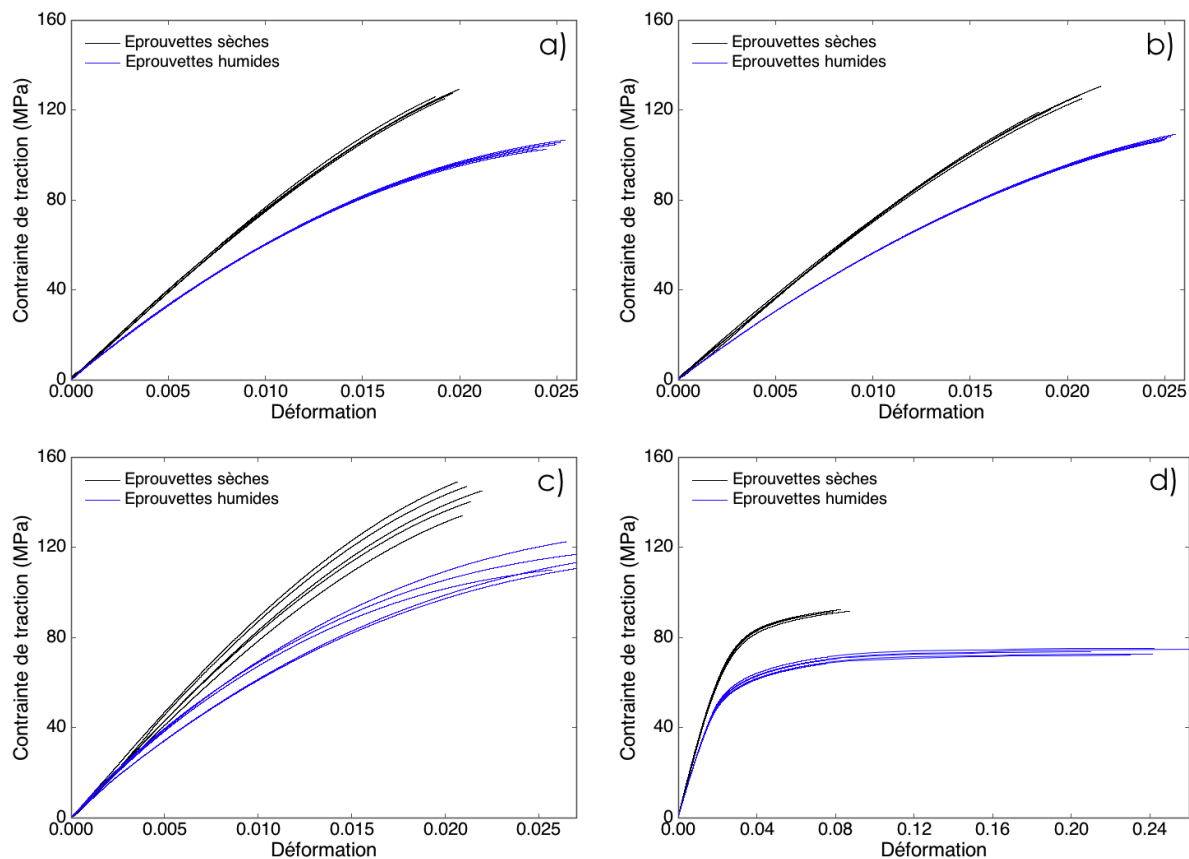 160
120
80
40
0
Contrainte de traction (MPa)
Eprouvettes sèches
Eprouvettes humides
a)
0.000 0.005 0.010 0.015 0.020 0.025
Déformation
160
120
80
40
0
Contrainte de traction (MPa)
Eprouvettes sèches
Eprouvettes humides
b)
0.000 0.005 0.010 0.015 0.020 0.025
Déformation
160
120
80
40
0
Contrainte de traction (MPa)
Eprouvettes sèches
Eprouvettes humides
c)
0.000 0.005 0.010 0.015 0.020 0.025
Déformation
160
120
80
40
0
Contrainte de traction (MPa)
Eprouvettes sèches
Eprouvettes humides
d)
0.00 0.04 0.08 0.12 0.16 0.20 0.24
Déformation